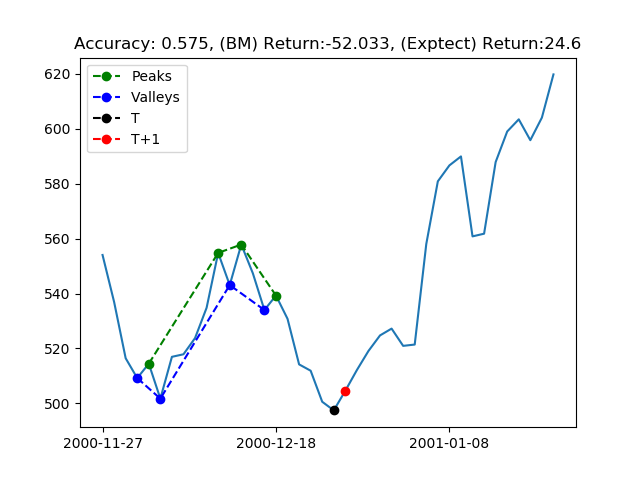 Accuracy: 0.575, (BM) Return:-52.033, (Exptect) Return:24.6
Peaks
Valleys
T
T+1
620
600
580
560
540
520
500
2000-11-27 2000-12-18 2001-01-08